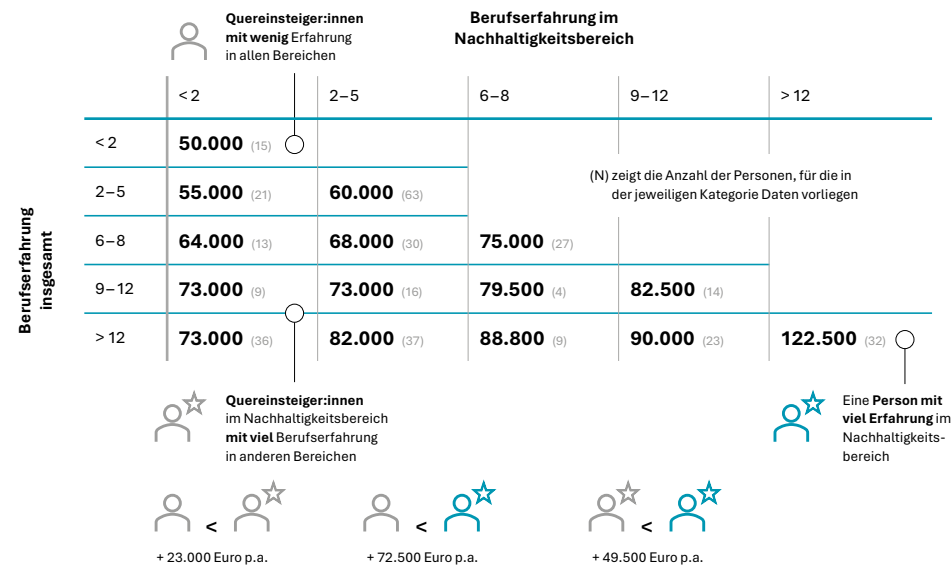 Quereinsteiger:innen
mit wenig Erfahrung
in allen Bereichen
Berufserfahrung im
Nachhaltigkeitsbereich
< 2 2–5 6–8 9–12 > 12
Berufserfahrung
insgesamt
< 2 50.000 (15)
(N) zeigt die Anzahl der Personen, für die in
der jeweiligen Kategorie Daten vorliegen
2–5 55.000 (21) 60.000 (63)
6–8 64.000 (13) 68.000 (30) 75.000 (27)
9–12 73.000 (9) 73.000 (16) 79.500 (4) 82.500 (14)
> 12 73.000 (36) 82.000 (37) 88.800 (9) 90.000 (23) 122.500 (32)
Quereinsteiger:innen
im Nachhaltigkeitsbereich
mit viel Berufserfahrung
in anderen Bereichen
Eine Person mit
viel Erfahrung im
Nachhaltigkeits-
bereich
< < <
+ 23.000 Euro p.a. + 72.500 Euro p.a. + 49.500 Euro p.a.